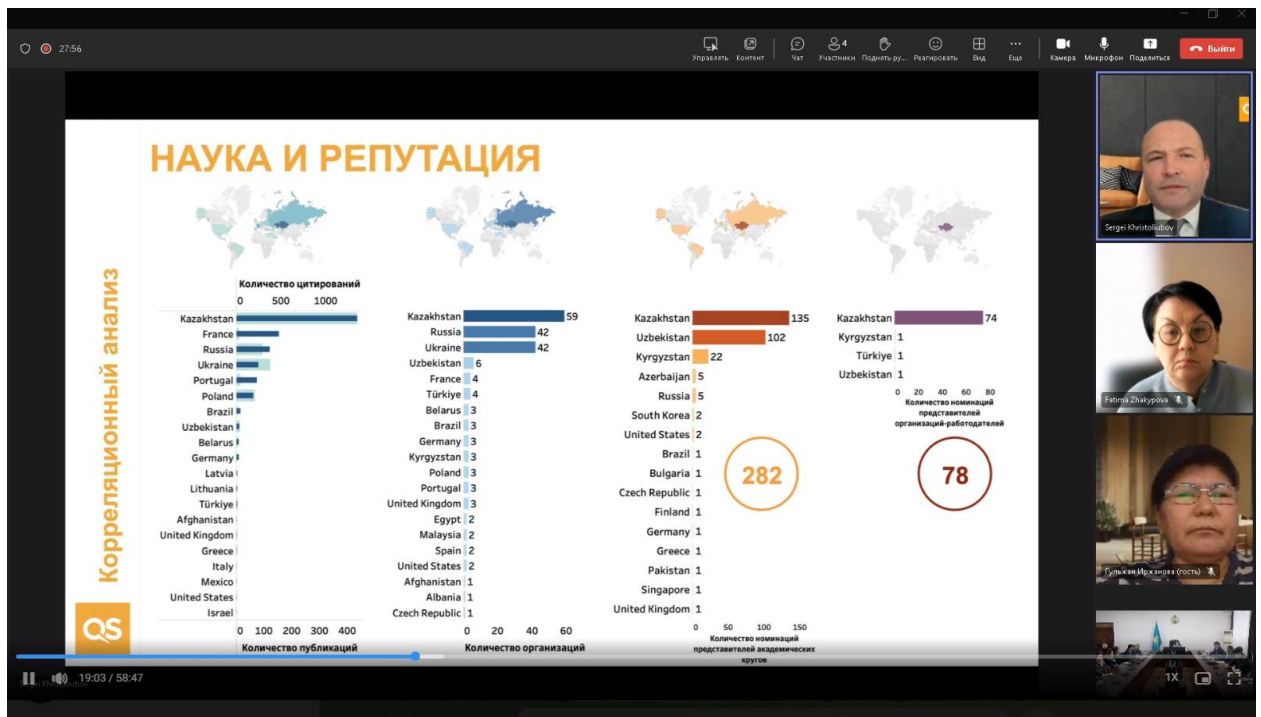 27:56
Управлять
Контент
Чат
4
Участники
Поднять ру...
Реагировать
Вид
Еще
Камера
Микрофон
Поделиться
Выйти
НАУКА И РЕПУТАЦИЯ
Корреляционный анализ
QS
Количество цитирований
0 500 1000
Kazakhstan
France
Russia
Ukraine
Portugal
Poland
Brazil
Uzbekistan
Belarus
Germany
Latvia
Lithuania
Türkiye
Afghanistan
United Kingdom
Greece
Italy
Mexico
United States
Israel
0 100 200 300 400
Количество публикаций
Kazakhstan 59
Russia 42
Ukraine 42
Uzbekistan 6
France 4
Türkiye 4
Belarus 3
Brazil 3
Germany 3
Kyrgyzstan 3
Poland 3
Portugal 3
United Kingdom 3
Egypt 2
Malaysia 2
Spain 2
United States 2
Afghanistan 1
Albania 1
Czech Republic 1
0 20 40 60
Количество организаций
Kazakhstan 135
Uzbekistan 102
Kyrgyzstan 22
Azerbaijan 5
Russia 5
South Korea 2
United States 2
Brazil 1
Bulgaria 1
Czech Republic 1
Finland 1
Germany 1
Greece 1
Pakistan 1
Singapore 1
United Kingdom 1
0 50 100 150
Количество номинаций
представителей академических
кругов
282
Kazakhstan 74
Kyrgyzstan 1
Türkiye 1
Uzbekistan 1
0 20 40 60 80
Количество номинаций
представителей
организаций-работодателей
78
Sergei Khristoliubov
Fatima Zhakypova
Гульжан Иржанова (гость)
19:03 / 58:47
1X